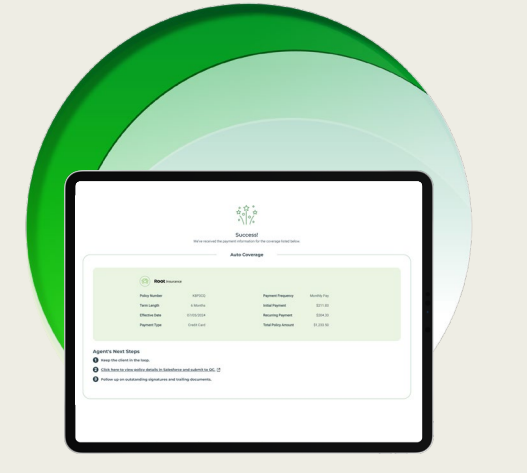 Success!
We've received the payment information for the coverage listed below.
Auto Coverage
Root Insurance
Policy Number
Payment Frequency Monthly Pay
Term Length 6 Months Initial Payment
Effective Date Recurring Payment
Payment Type Credit Card Total Policy Amount
Agent's Next Steps
1 Keep the client in the loop.
2 Click here to view policy details in Salesforce and submit to QC.
3 Follow up on outstanding signatures and trailing documents.